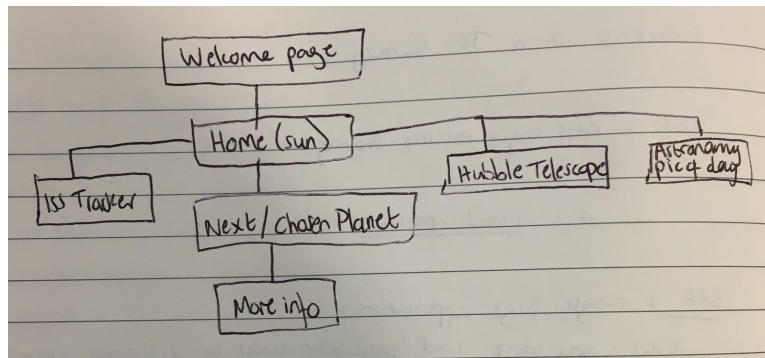 Welcome page
Home (sun)
Iss Tracker
Hubble Telescope
Astronomy
pic of day
Next / Chosen Planet
More info